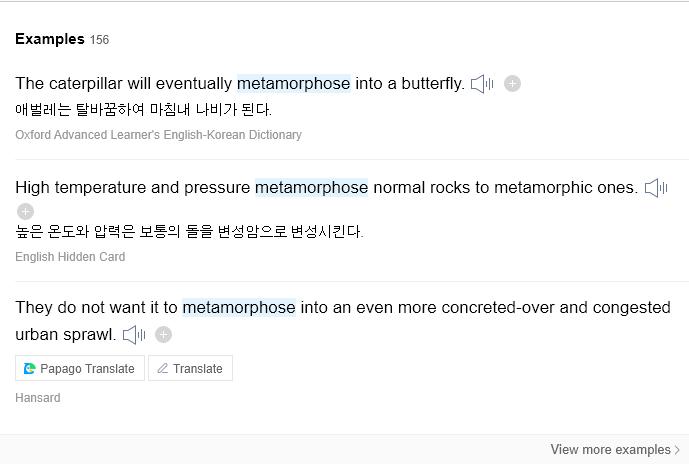 Examples 156
The caterpillar will eventually metamorphose into a butterfly.
애벌레는 탈바꿈하여 마침내 나비가 된다.
Oxford Advanced Learner's English-Korean Dictionary
High temperature and pressure metamorphose normal rocks to metamorphic ones.
높은 온도와 압력은 보통의 돌을 변성암으로 변성시킨다.
English Hidden Card
They do not want it to metamorphose into an even more concreted-over and congested
urban sprawl.
Papago Translate Translate
Hansard
View more examples